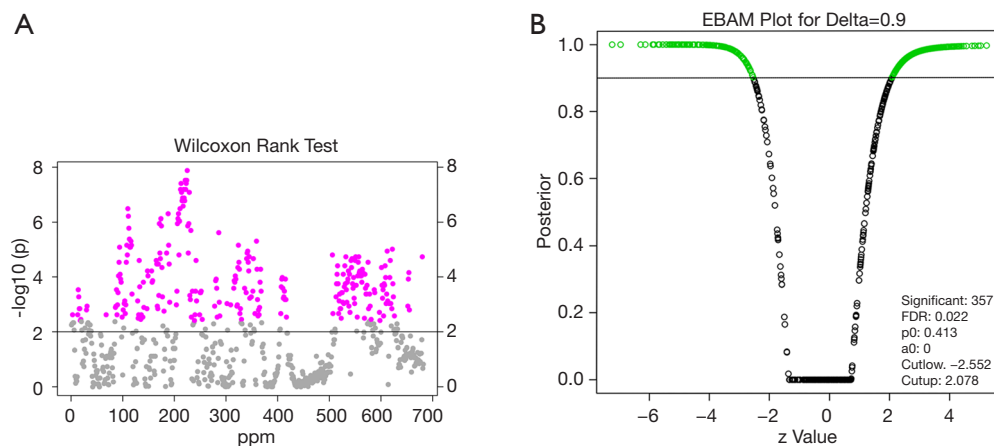 A
Wilcoxon Rank Test
8 8
6 6
4 4
2 2
0 0
-log10 (p)
0 100 200 300 400 500 600 700
ppm
B
EBAM Plot for Delta=0.9
1.0
0.8
0.6
0.4
0.2
0.0
Posterior
Significant: 357
FDR: 0.022
p0: 0.413
a0: 0
Cutlow. −2.552
Cutup: 2.078
−6 −4 −2 0 2 4
z Value